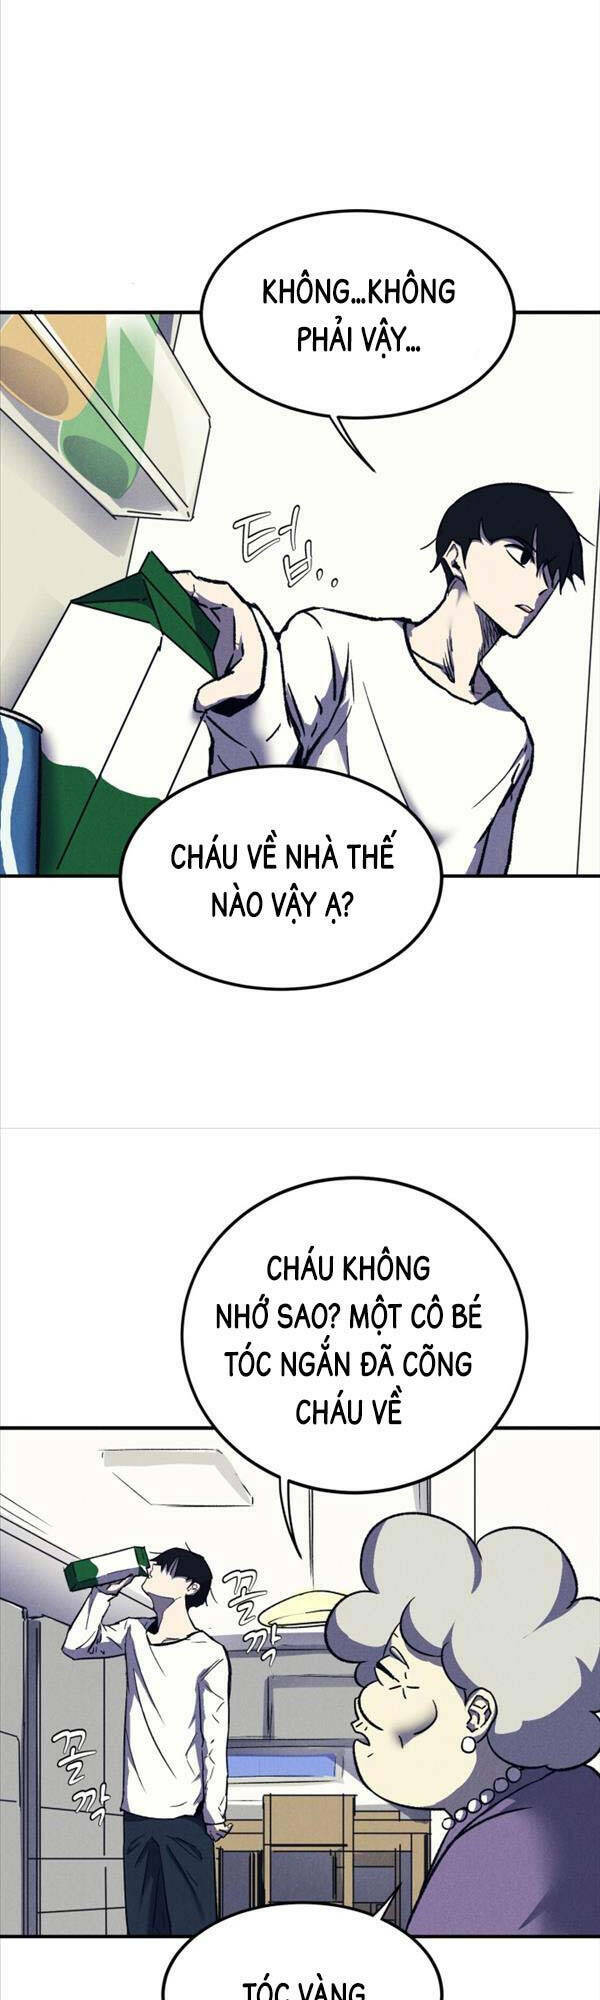 KHÔNG...KHÔNG
PHẢI VẬY...
텁..
CHÁU VỀ NHÀ THẾ
NÀO VẬY Ạ?
CHÁU KHÔNG
NHỚ SAO? MỘT CÔ BÉ
TÓC NGẮN ĐÃ CÕNG
CHÁU VỀ
꼴
깍
꼴
깍
TÓC VÀNG